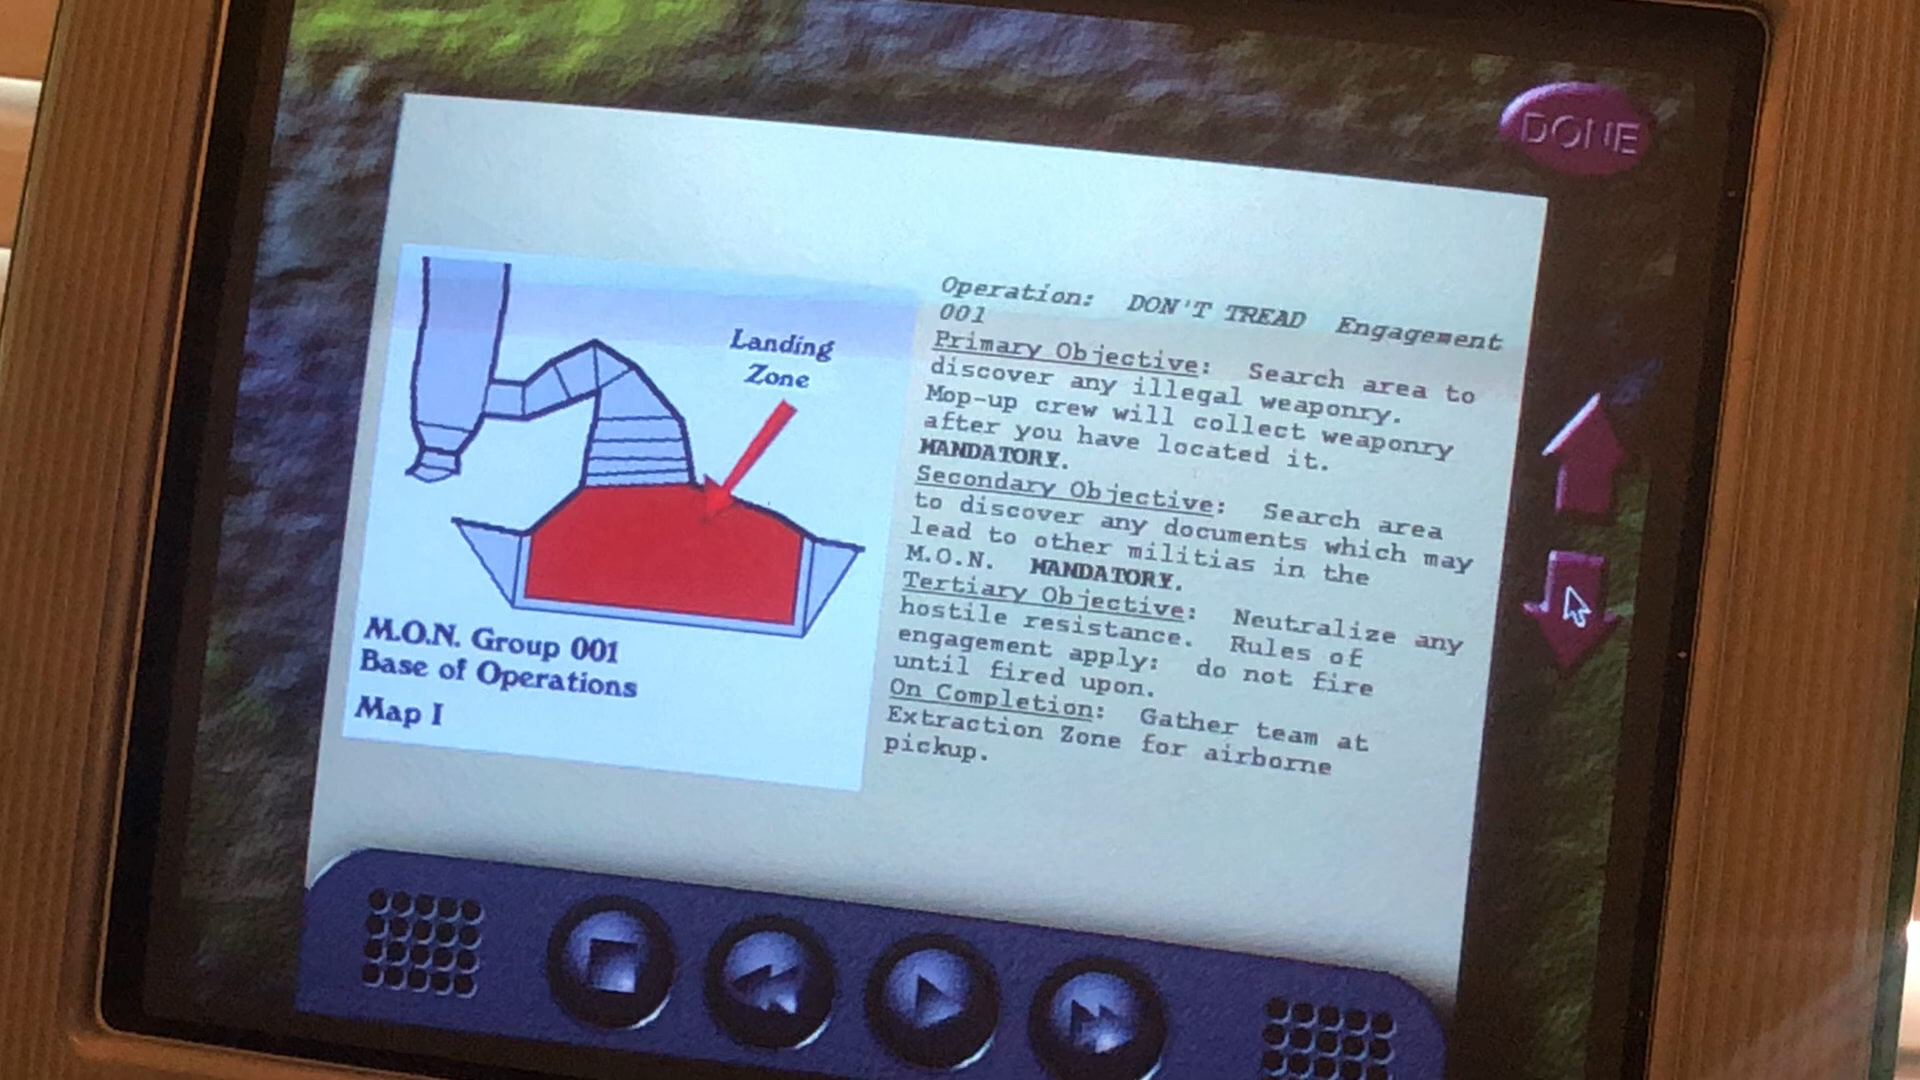 DONE
Landing
Zone
M.O.N. Group 001
Base of Operations
Map I
Operation: DON'T TREAD Engagement
001
Primary Objective: Search area to
discover any illegal weaponry.
Mop-up crew will collect weaponry
after you have located it.
MANDATORY.
Secondary Objective: Search area
to discover any documents which may
lead to other militias in the
M.O.N. MANDATORY.
Tertiary Objective: Neutralize any
hostile resistance. Rules of
engagement apply: do not fire
until fired upon.
On Completion: Gather team at
Extraction Zone for airborne
pickup.